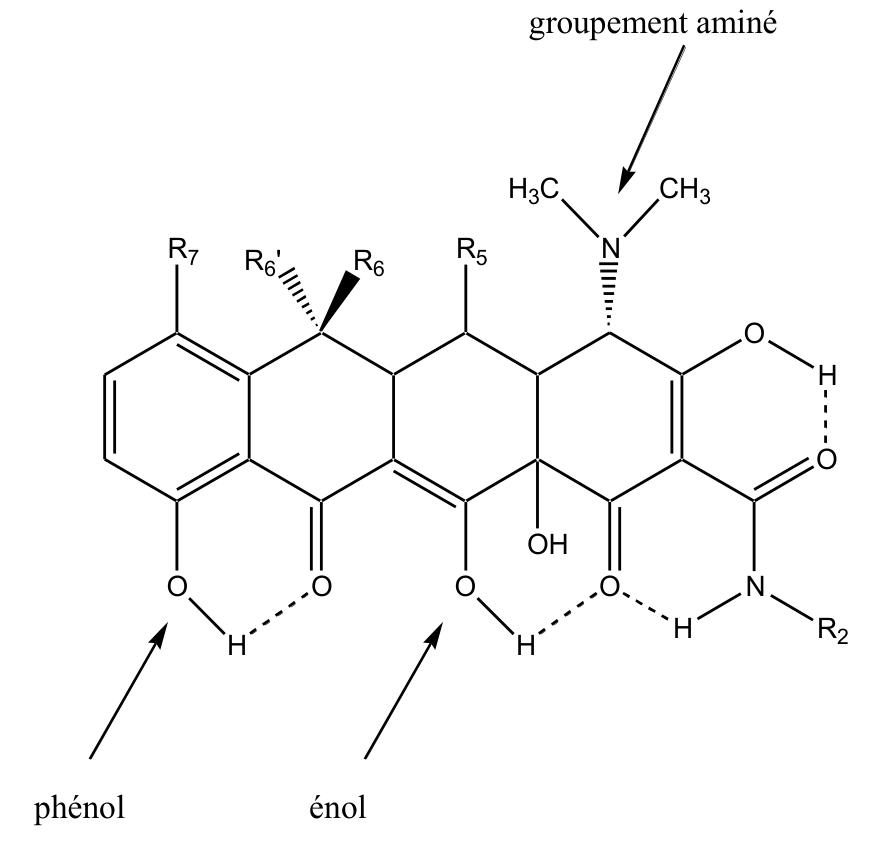 groupement aminé
H3C CH3
R7 R6' R6 R5 N
O
H
O
OH
O O O O N
H H H R2
phénol énol